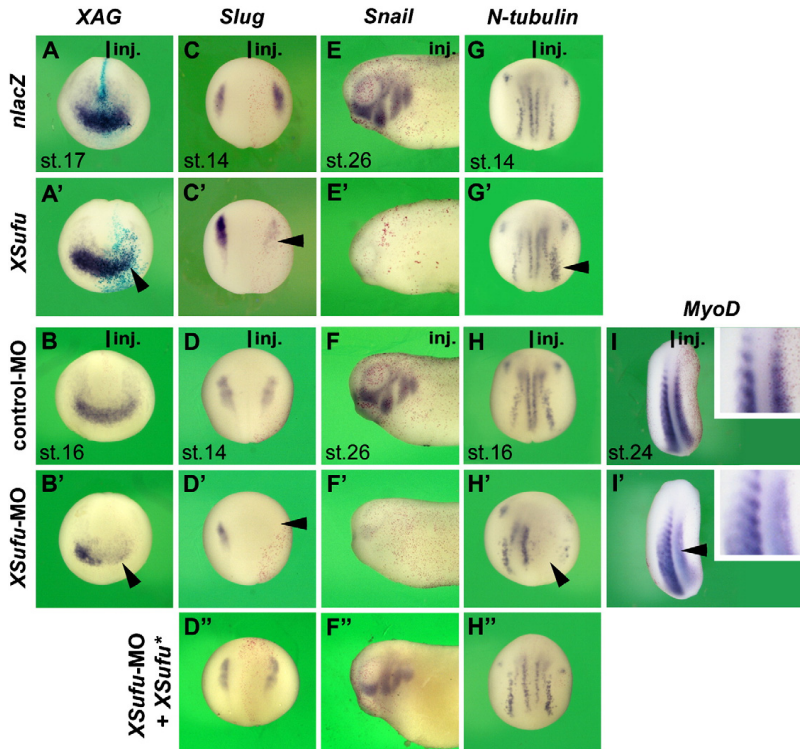 XAG Slug Snail N-tubulin
nlacZ
A inj. C inj. E inj. G inj.
st.17 st.14 st.26 st.14
XSufu
A' C' E' G'
MyoD
control-MO
B inj. D inj. F inj. H inj. I inj.
st.16 st.14 st.26 st.16 st.24
XSufu-MO
B' D' F' H' I'
XSufu-MO
+ XSufu*
D" F" H"